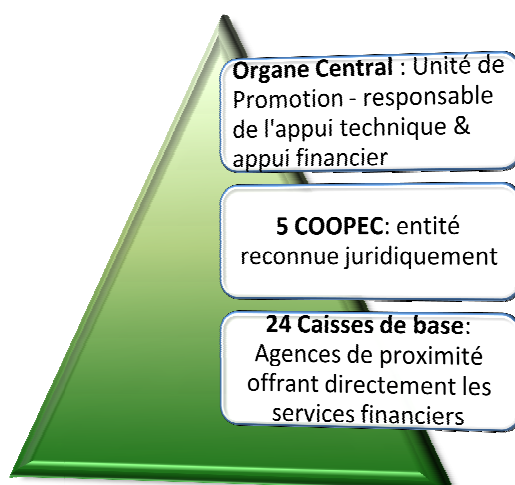 Organe Central : Unité de
Promotion - responsable
de l'appui technique &
appui financier
5 COOPEC: entité
reconnue juridiquement
24 Caisses de base:
Agences de proximité
offrant directement les
services financiers